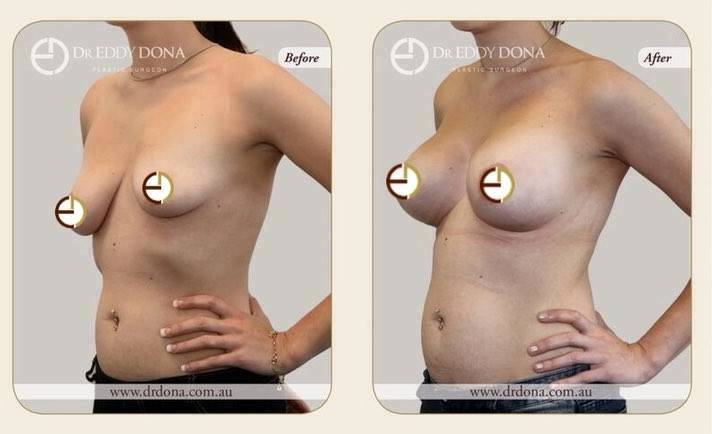 DR EDDY DONA
PLASTIC SURGEON
Before
www.drdona.com.au
DR EDDY DONA
PLASTIC SURGEON
After
www.drdona.com.au